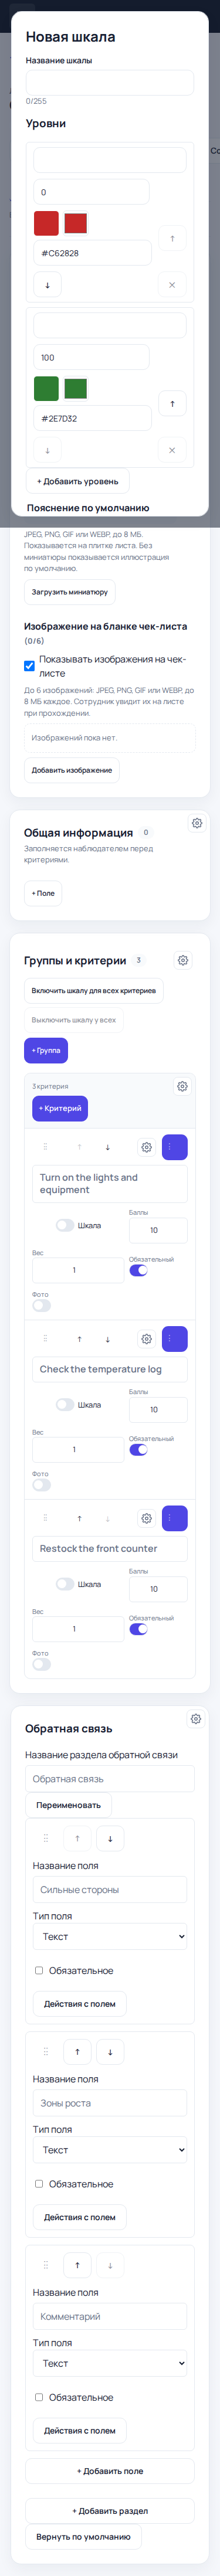 Новая шкала
Название шкалы
0/255
Уровни
0
#C62828
↑
↓
×
100
#2E7D32
↑
↓
×
+ Добавить уровень
Пояснение по умолчанию
JPEG, PNG, GIF или WEBP, до 8 МБ.
Показывается на плитке листа. Без
миниатюры показывается иллюстрация
по умолчанию.
Загрузить миниатюру
Изображение на бланке чек-листа
(0/6)
Показывать изображения на чек-
листе
До 6 изображений: JPEG, PNG, GIF или WEBP, до
8 МБ каждое. Сотрудник увидит их на листе
при прохождении.
Изображений пока нет.
Добавить изображение
Общая информация 0
Заполняется наблюдателем перед
критериями.
+ Поле
Группы и критерии 3
Включить шкалу для всех критериев
Выключить шкалу у всех
+ Группа
3 критерия
+ Критерий
↑ ↓
Turn on the lights and
equipment
Шкала
Баллы
10
Вес
1
Обязательный
Фото
↑ ↓
Check the temperature log
Шкала
Баллы
10
Вес
1
Обязательный
Фото
↑ ↓
Restock the front counter
Шкала
Баллы
10
Вес
1
Обязательный
Фото
Обратная связь
Название раздела обратной связи
Обратная связь
Переименовать
↑ ↓
Название поля
Сильные стороны
Тип поля
Текст
Обязательное
Действия с полем
↑ ↓
Название поля
Зоны роста
Тип поля
Текст
Обязательное
Действия с полем
↑ ↓
Название поля
Комментарий
Тип поля
Текст
Обязательное
Действия с полем
+ Добавить поле
+ Добавить раздел
Вернуть по умолчанию